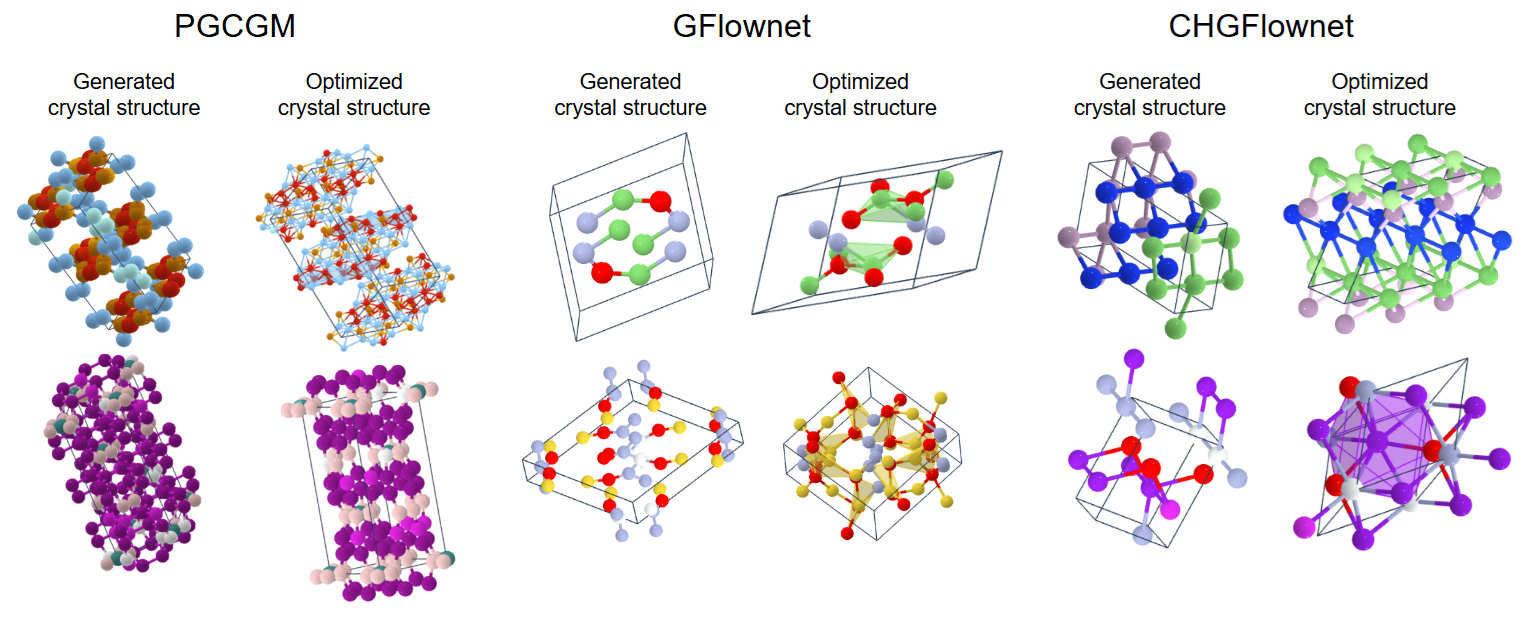 PGCGM
GFlownet
CHGFlownet
Generated
crystal structure
Optimized
crystal structure
Generated
crystal structure
Optimized
crystal structure
Generated
crystal structure
Optimized
crystal structure